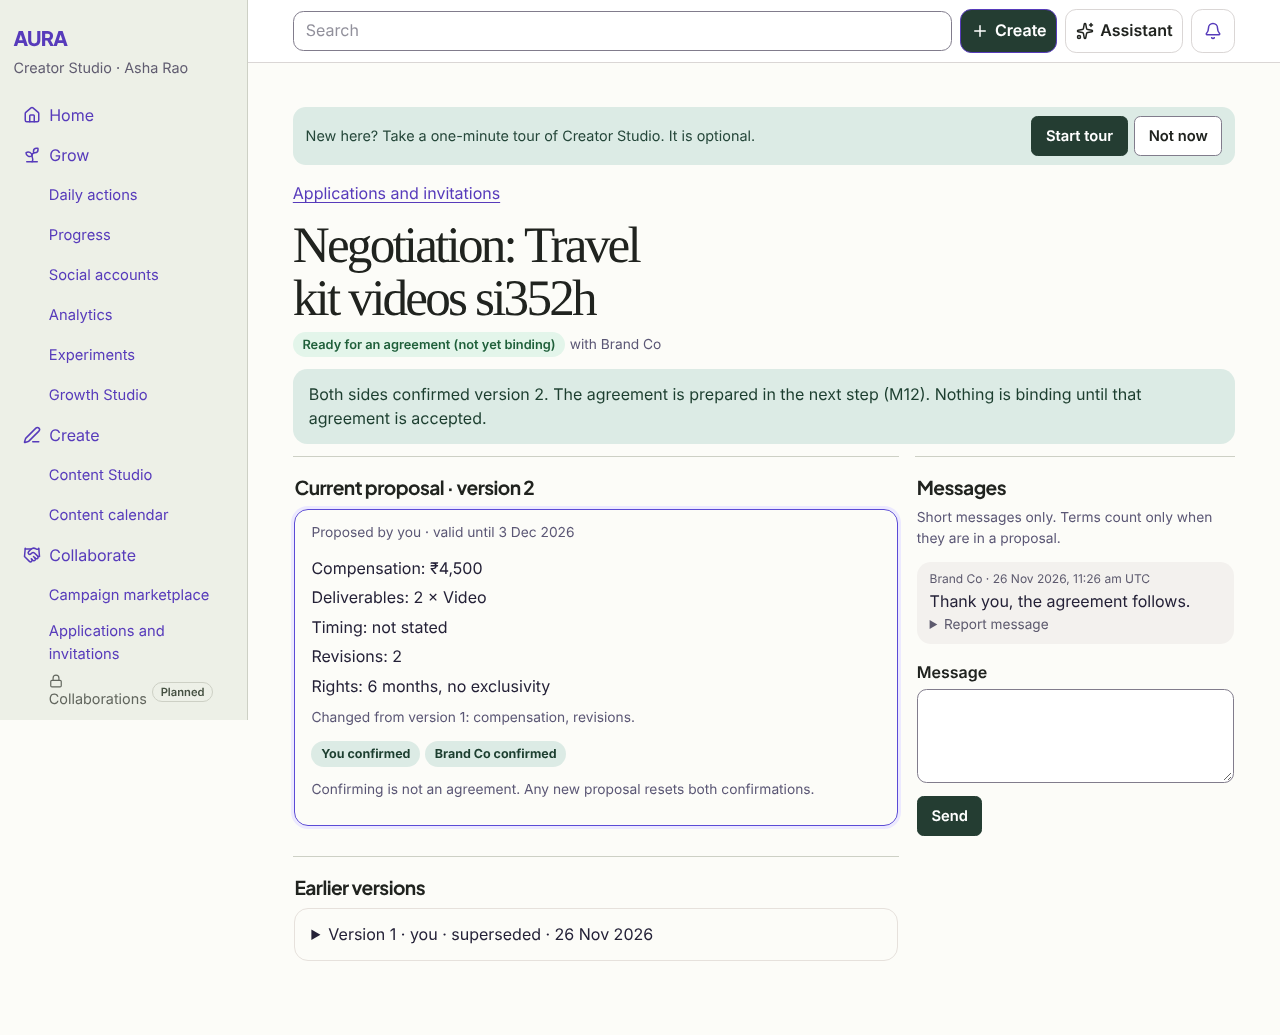 AURA
Creator Studio · Asha Rao
Home
Grow
Daily actions
Progress
Social accounts
Analytics
Experiments
Growth Studio
Create
Content Studio
Content calendar
Collaborate
Campaign marketplace
Applications and
invitations
Collaborations Planned
Search
Create
Assistant
New here? Take a one-minute tour of Creator Studio. It is optional.
Start tour
Not now
Applications and invitations
Negotiation: Travel
kit videos si352h
Ready for an agreement (not yet binding) with Brand Co
Both sides confirmed version 2. The agreement is prepared in the next step (M12). Nothing is binding until that
agreement is accepted.
Current proposal · version 2
Proposed by you · valid until 3 Dec 2026
Compensation: ₹4,500
Deliverables: 2 × Video
Timing: not stated
Revisions: 2
Rights: 6 months, no exclusivity
Changed from version 1: compensation, revisions.
You confirmed
Brand Co confirmed
Confirming is not an agreement. Any new proposal resets both confirmations.
Earlier versions
Version 1 · you · superseded · 26 Nov 2026
Messages
Short messages only. Terms count only when
they are in a proposal.
Brand Co · 26 Nov 2026, 11:26 am UTC
Thank you, the agreement follows.
Report message
Message
Send